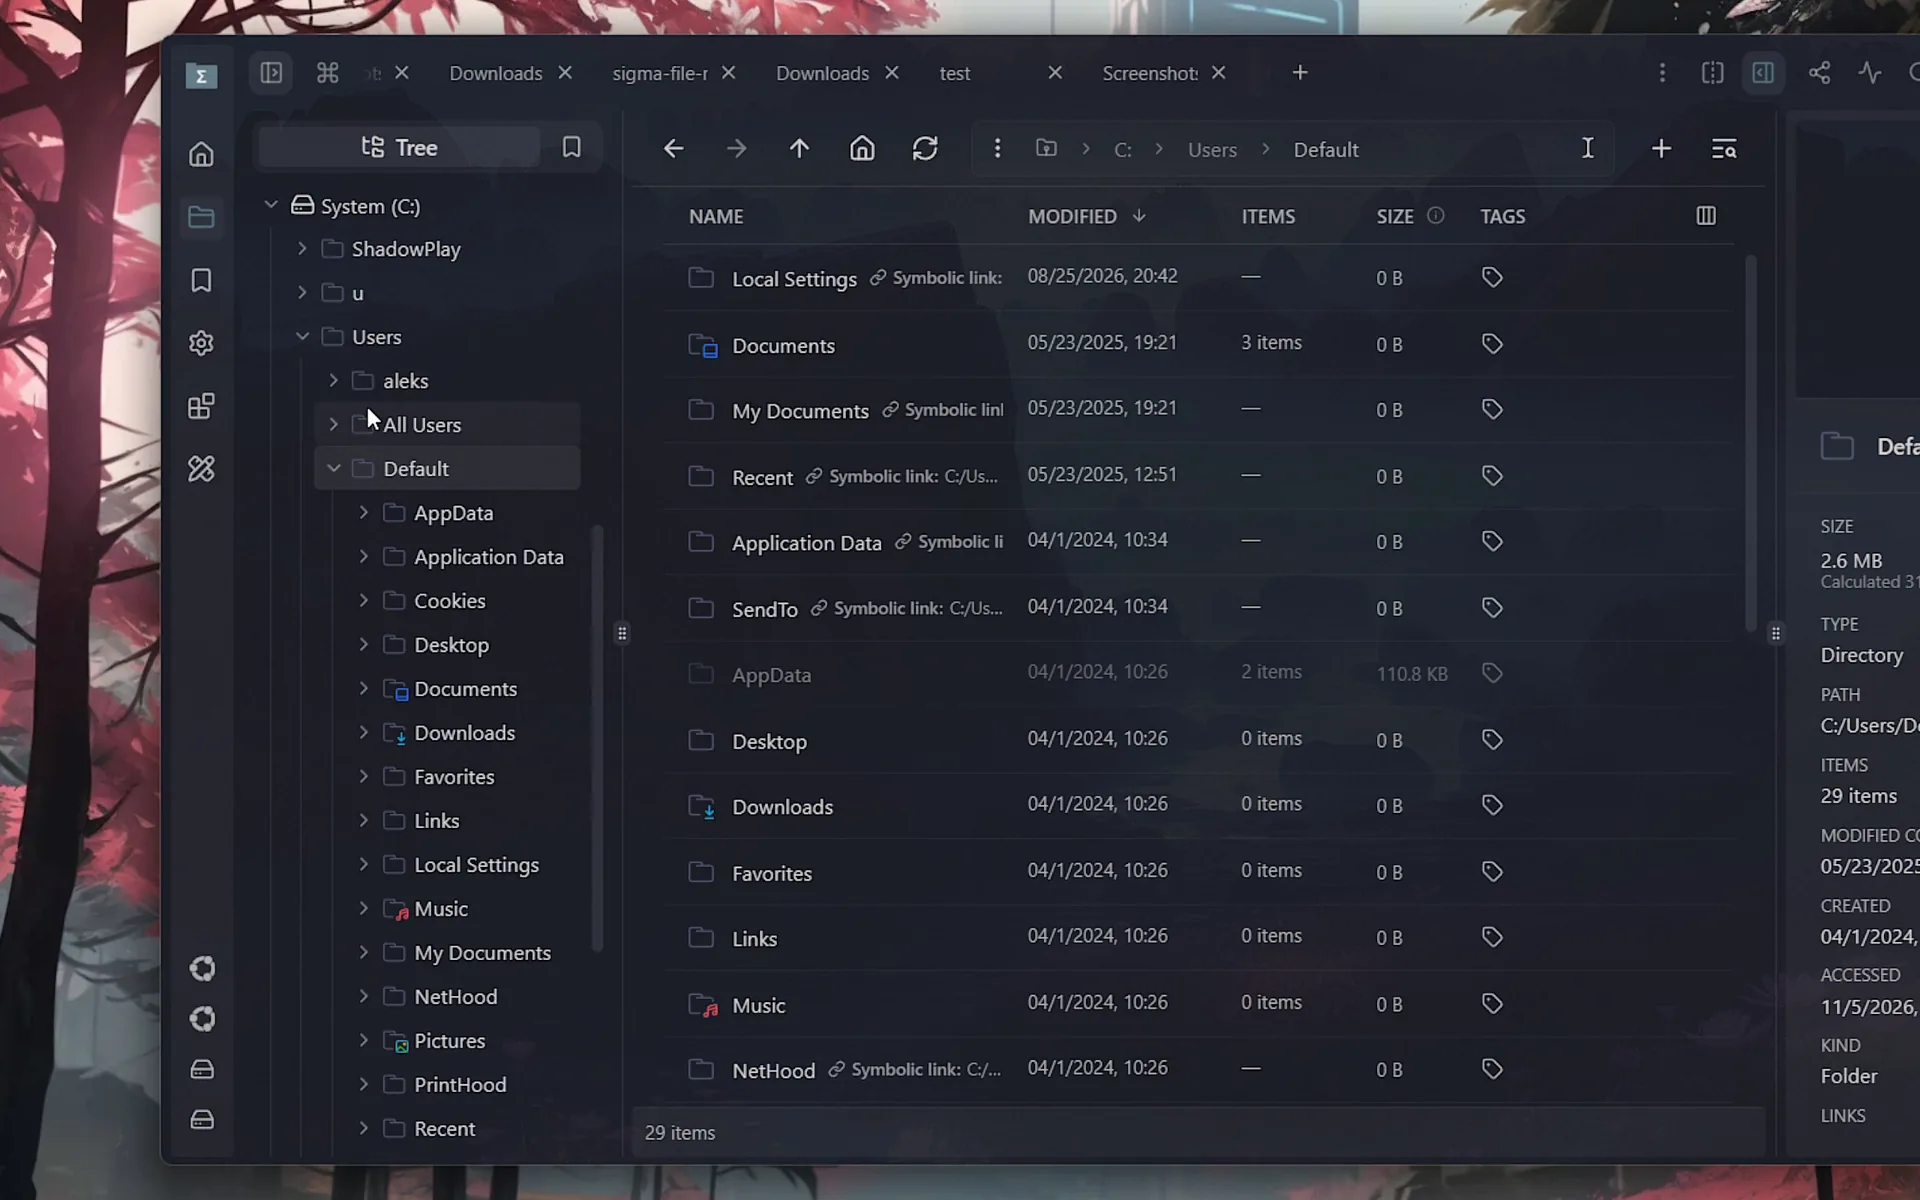 Downloads
sigma-file-r
Downloads
test
Screenshots
Tree
C: > Users > Default
System (C:)
ShadowPlay
u
Users
aleks
All Users
Default
AppData
Application Data
Cookies
Desktop
Documents
Downloads
Favorites
Links
Local Settings
Music
My Documents
NetHood
Pictures
PrintHood
Recent
NAME MODIFIED ITEMS SIZE TAGS
Local Settings Symbolic link: 08/25/2026, 20:42 — 0 B
Documents 05/23/2025, 19:21 3 items 0 B
My Documents Symbolic linl 05/23/2025, 19:21 — 0 B
Recent Symbolic link: C:/Us... 05/23/2025, 12:51 — 0 B
Application Data Symbolic li 04/1/2024, 10:34 — 0 B
SendTo Symbolic link: C:/Us... 04/1/2024, 10:34 — 0 B
AppData 04/1/2024, 10:26 2 items 110.8 KB
Desktop 04/1/2024, 10:26 0 items 0 B
Downloads 04/1/2024, 10:26 0 items 0 B
Favorites 04/1/2024, 10:26 0 items 0 B
Links 04/1/2024, 10:26 0 items 0 B
Music 04/1/2024, 10:26 0 items 0 B
NetHood Symbolic link: C:/... 04/1/2024, 10:26 — 0 B
29 items
Defa
SIZE
2.6 MB
Calculated 31
TYPE
Directory
PATH
C:/Users/De
ITEMS
29 items
MODIFIED CO
05/23/2025
CREATED
04/1/2024,
ACCESSED
11/5/2026,
KIND
Folder
LINKS